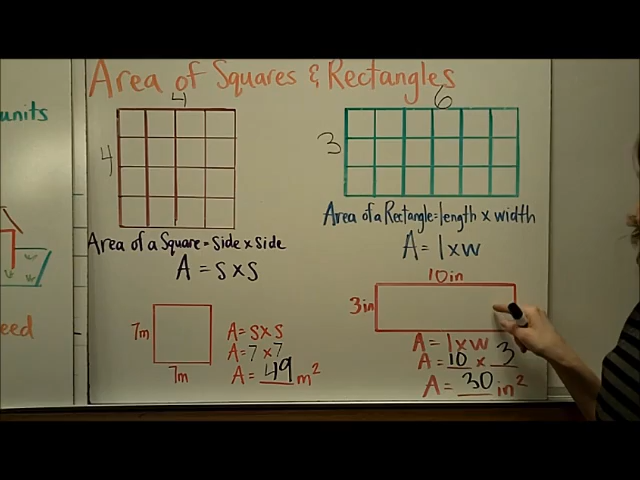 Area of Squares & Rectangles
units
4
4
Area of a Square = Side x Side
A = S x S
7m
7m
A = S x S
A = 7 x 7
A = 49 m²
6
3
Area of a Rectangle = length x width
A = l x w
10in
3in
A = l x w
A = 10 x 3
A = 30 in²